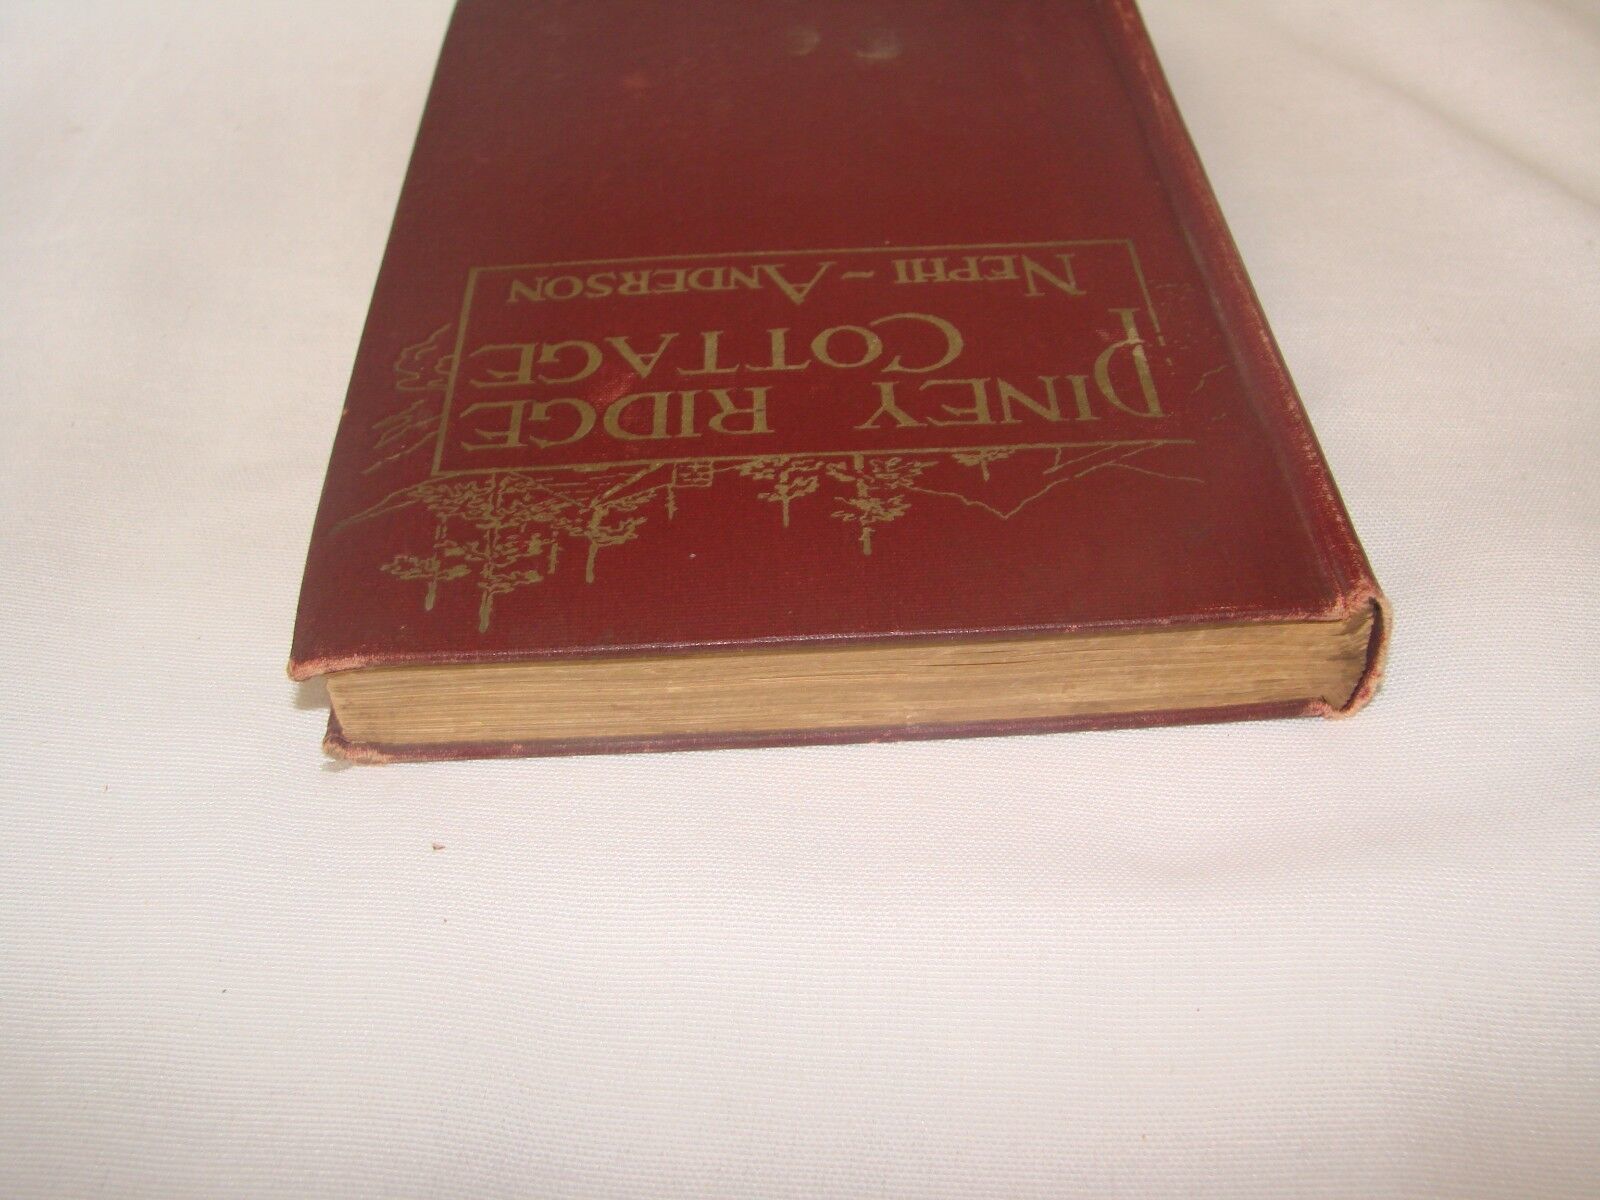 PINEY RIDGE
COTTAGE
NEPHI ~ ANDERSON